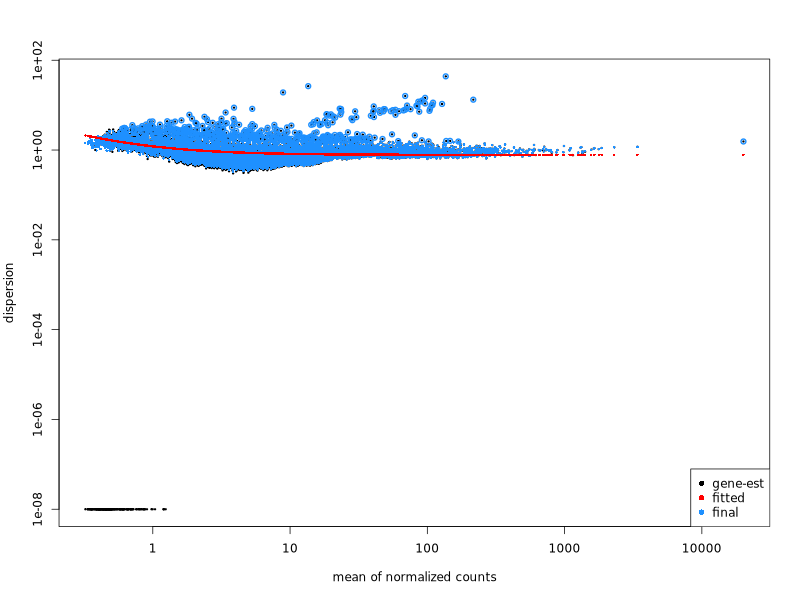 1e+02
1e+00
1e-02
1e-04
1e-06
1e-08
dispersion
1 10 100 1000 10000
mean of normalized counts
gene-est
fitted
final